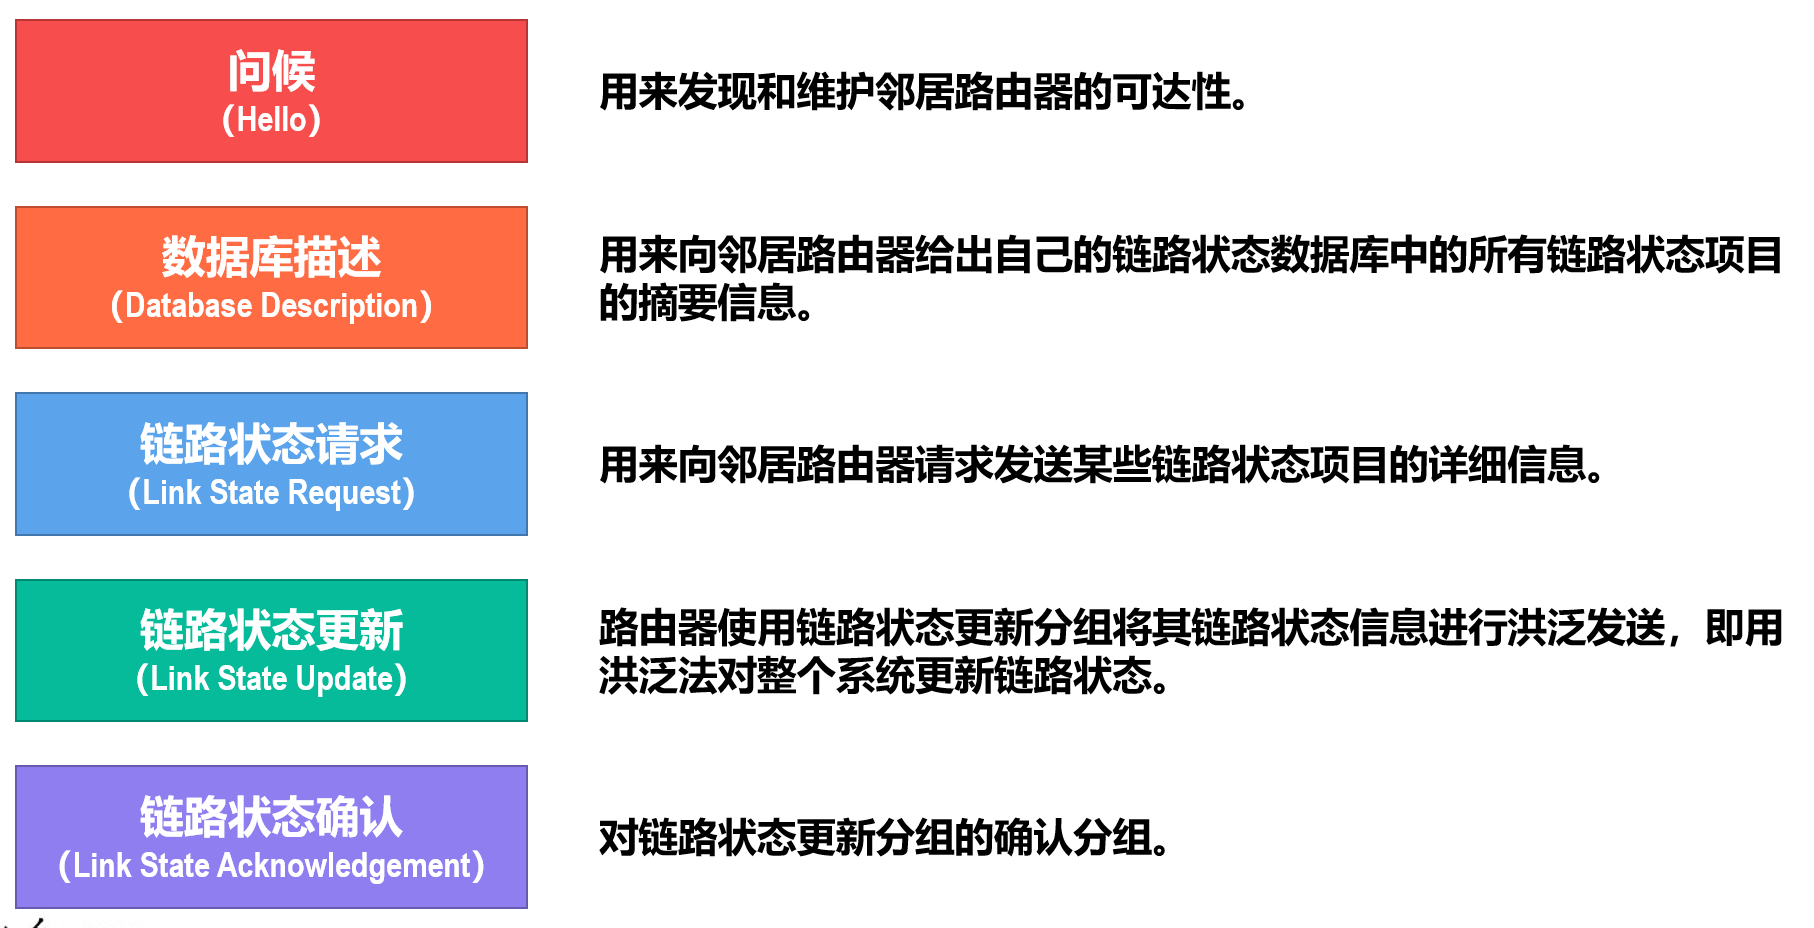 问候
（Hello）
用来发现和维护邻居路由器的可达性。
数据库描述
（Database Description）
用来向邻居路由器给出自己的链路状态数据库中的所有链路状态项目
的摘要信息。
链路状态请求
（Link State Request）
用来向邻居路由器请求发送某些链路状态项目的详细信息。
链路状态更新
（Link State Update）
路由器使用链路状态更新分组将其链路状态信息进行洪泛发送，即用
洪泛法对整个系统更新链路状态。
链路状态确认
（Link State Acknowledgement）
对链路状态更新分组的确认分组。